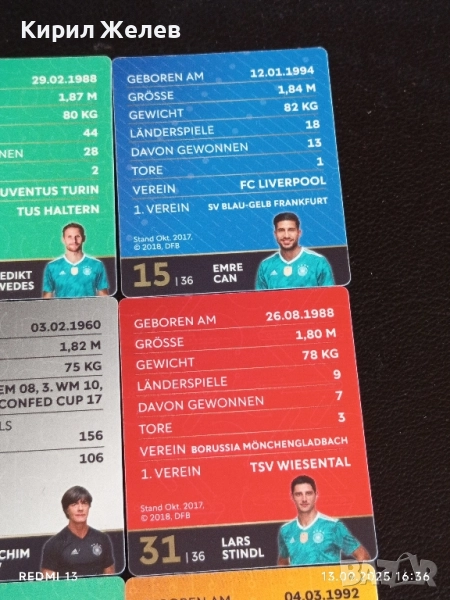 Кирил Желев
29.02.1988
1,87 M
80 KG
44
NEN 28
2
UVENTUS TURIN
TUS HALTERN
EDIKT
WEDES
GEBOREN AM 12.01.1994
GRÖSSE 1,84 M
GEWICHT 82 KG
LÄNDERSPIELE 18
DAVON GEWONNEN 13
TORE 1
VEREIN FC LIVERPOOL
1. VEREIN SV BLAU-GELB FRANKFURT
Stand Okt. 2017,
© 2018, DFB
15 | 36 EMRE
CAN
03.02.1960
1,82 M
75 KG
EM 08, 3. WM 10,
CONFED CUP 17
LS
156
106
CHIM
GEBOREN AM 26.08.1988
GRÖSSE 1,80 M
GEWICHT 78 KG
LÄNDERSPIELE 9
DAVON GEWONNEN 7
TORE 3
VEREIN BORUSSIA MÖNCHENGLADBACH
1. VEREIN TSV WIESENTAL
Stand Okt. 2017,
© 2018, DFB
31 | 36 LARS
STINDL
OREN AM 04.03.1992
REDMI 13
13.02.2025 16:36
BAZAR